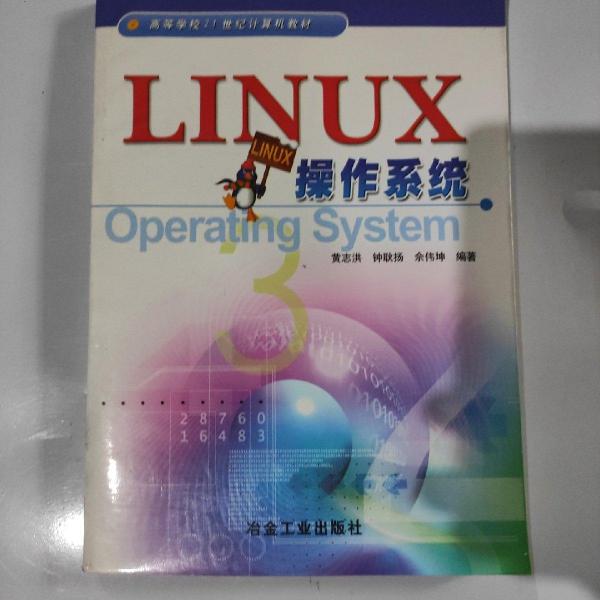 高等学校21世纪计算机教材
LINUX
LINUX
操作系统
Operating System
黄志洪 钟耿扬 余伟坤 编著
3
28760
16483
冶金工业出版社